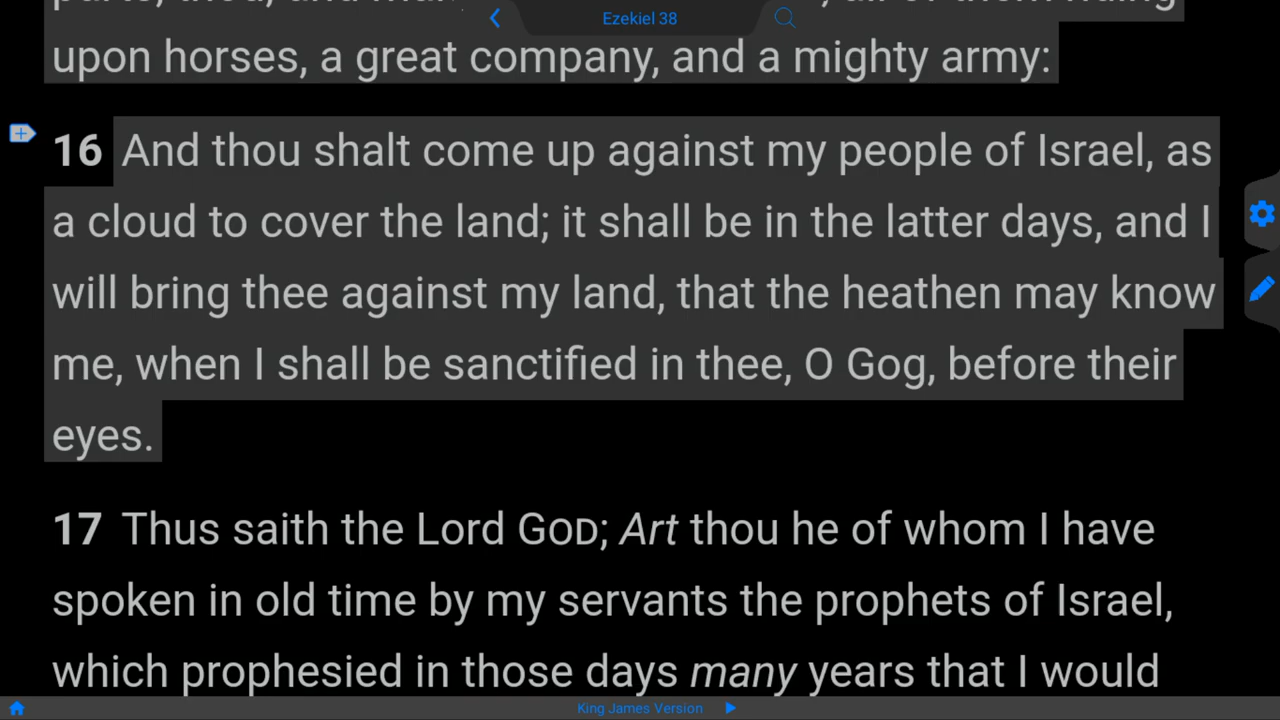 Ezekiel 38
upon horses, a great company, and a mighty army:
16 And thou shalt come up against my people of Israel, as
a cloud to cover the land; it shall be in the latter days, and I
will bring thee against my land, that the heathen may know
me, when I shall be sanctified in thee, O Gog, before their
eyes.
17 Thus saith the Lord GOD; Art thou he of whom I have
spoken in old time by my servants the prophets of Israel,
which prophesied in those days many years that I would
King James Version